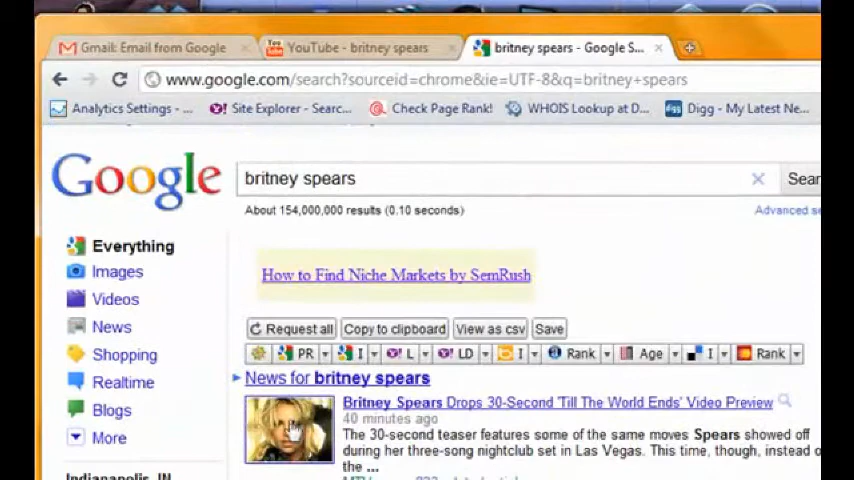 Gmail: Email from Google
YouTube - britney spears
britney spears - Google S...
www.google.com/search?sourceid=chrome&ie=UTF-8&q=britney+spears
Analytics Settings - ...
Site Explorer - Searc...
Check Page Rank!
WHOIS Lookup at D...
Digg - My Latest Ne...
Google
britney spears
Sear
About 154,000,000 results (0.10 seconds)
Advanced se
Everything
Images
Videos
News
Shopping
Realtime
Blogs
More
Indianapolis, IN
How to Find Niche Markets by SemRush
Request all
Copy to clipboard
View as csv
Save
PR
I
L
LD
I
Rank
Age
I
Rank
News for britney spears
Britney Spears Drops 30-Second 'Till The World Ends' Video Preview
40 minutes ago
The 30-second teaser features some of the same moves Spears showed off
during her three-song nightclub set in Las Vegas. This time, though, instead o
the ...